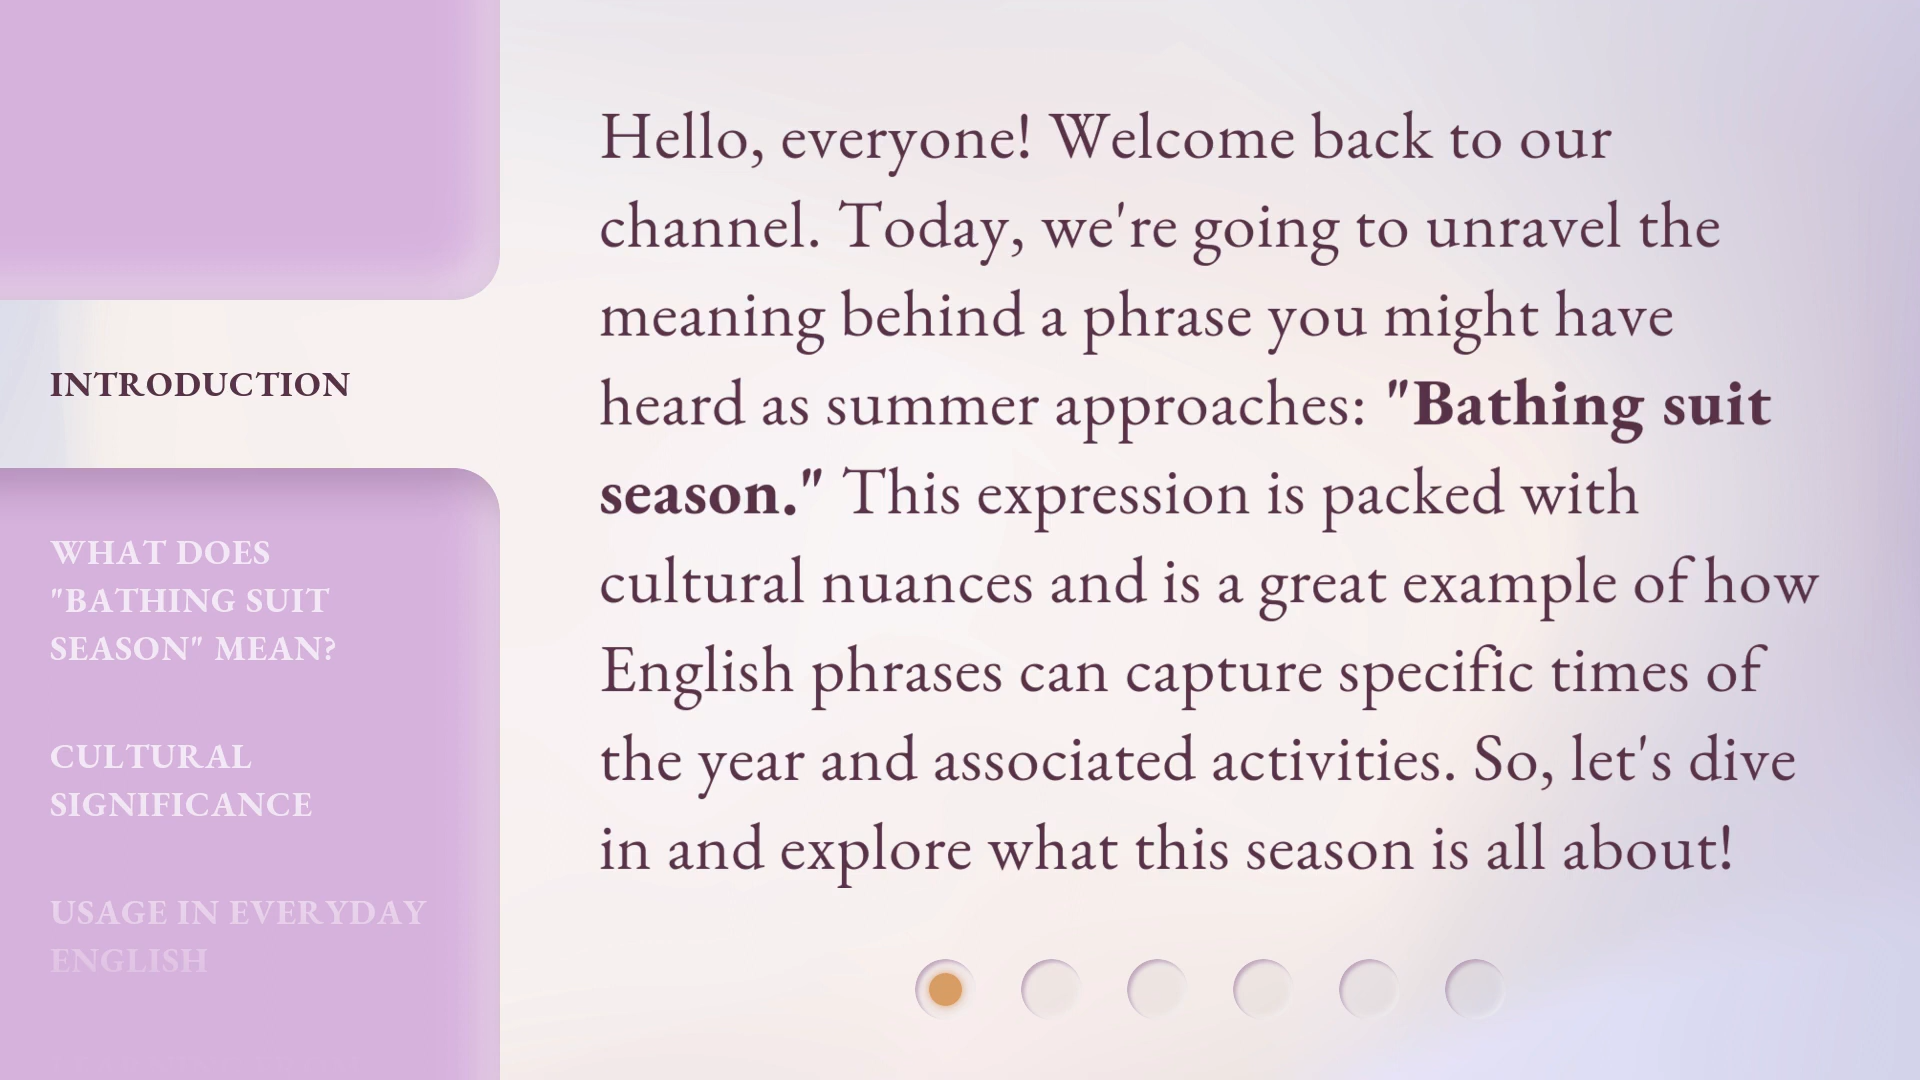 INTRODUCTION
WHAT DOES
"BATHING SUIT
SEASON" MEAN?
CULTURAL
SIGNIFICANCE
USAGE IN EVERYDAY
ENGLISH
Hello, everyone! Welcome back to our
channel. Today, we're going to unravel the
meaning behind a phrase you might have
heard as summer approaches: "Bathing suit
season." This expression is packed with
cultural nuances and is a great example of how
English phrases can capture specific times of
the year and associated activities. So, let's dive
in and explore what this season is all about!